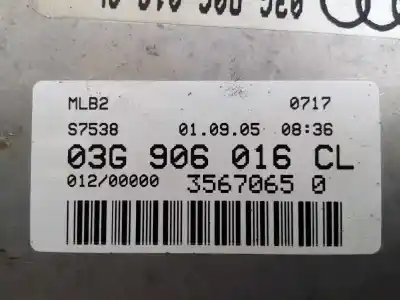 MLB2 0717
S7538 01.09.05 08:36
03G 906 016 CL
012/00000 3567065 0